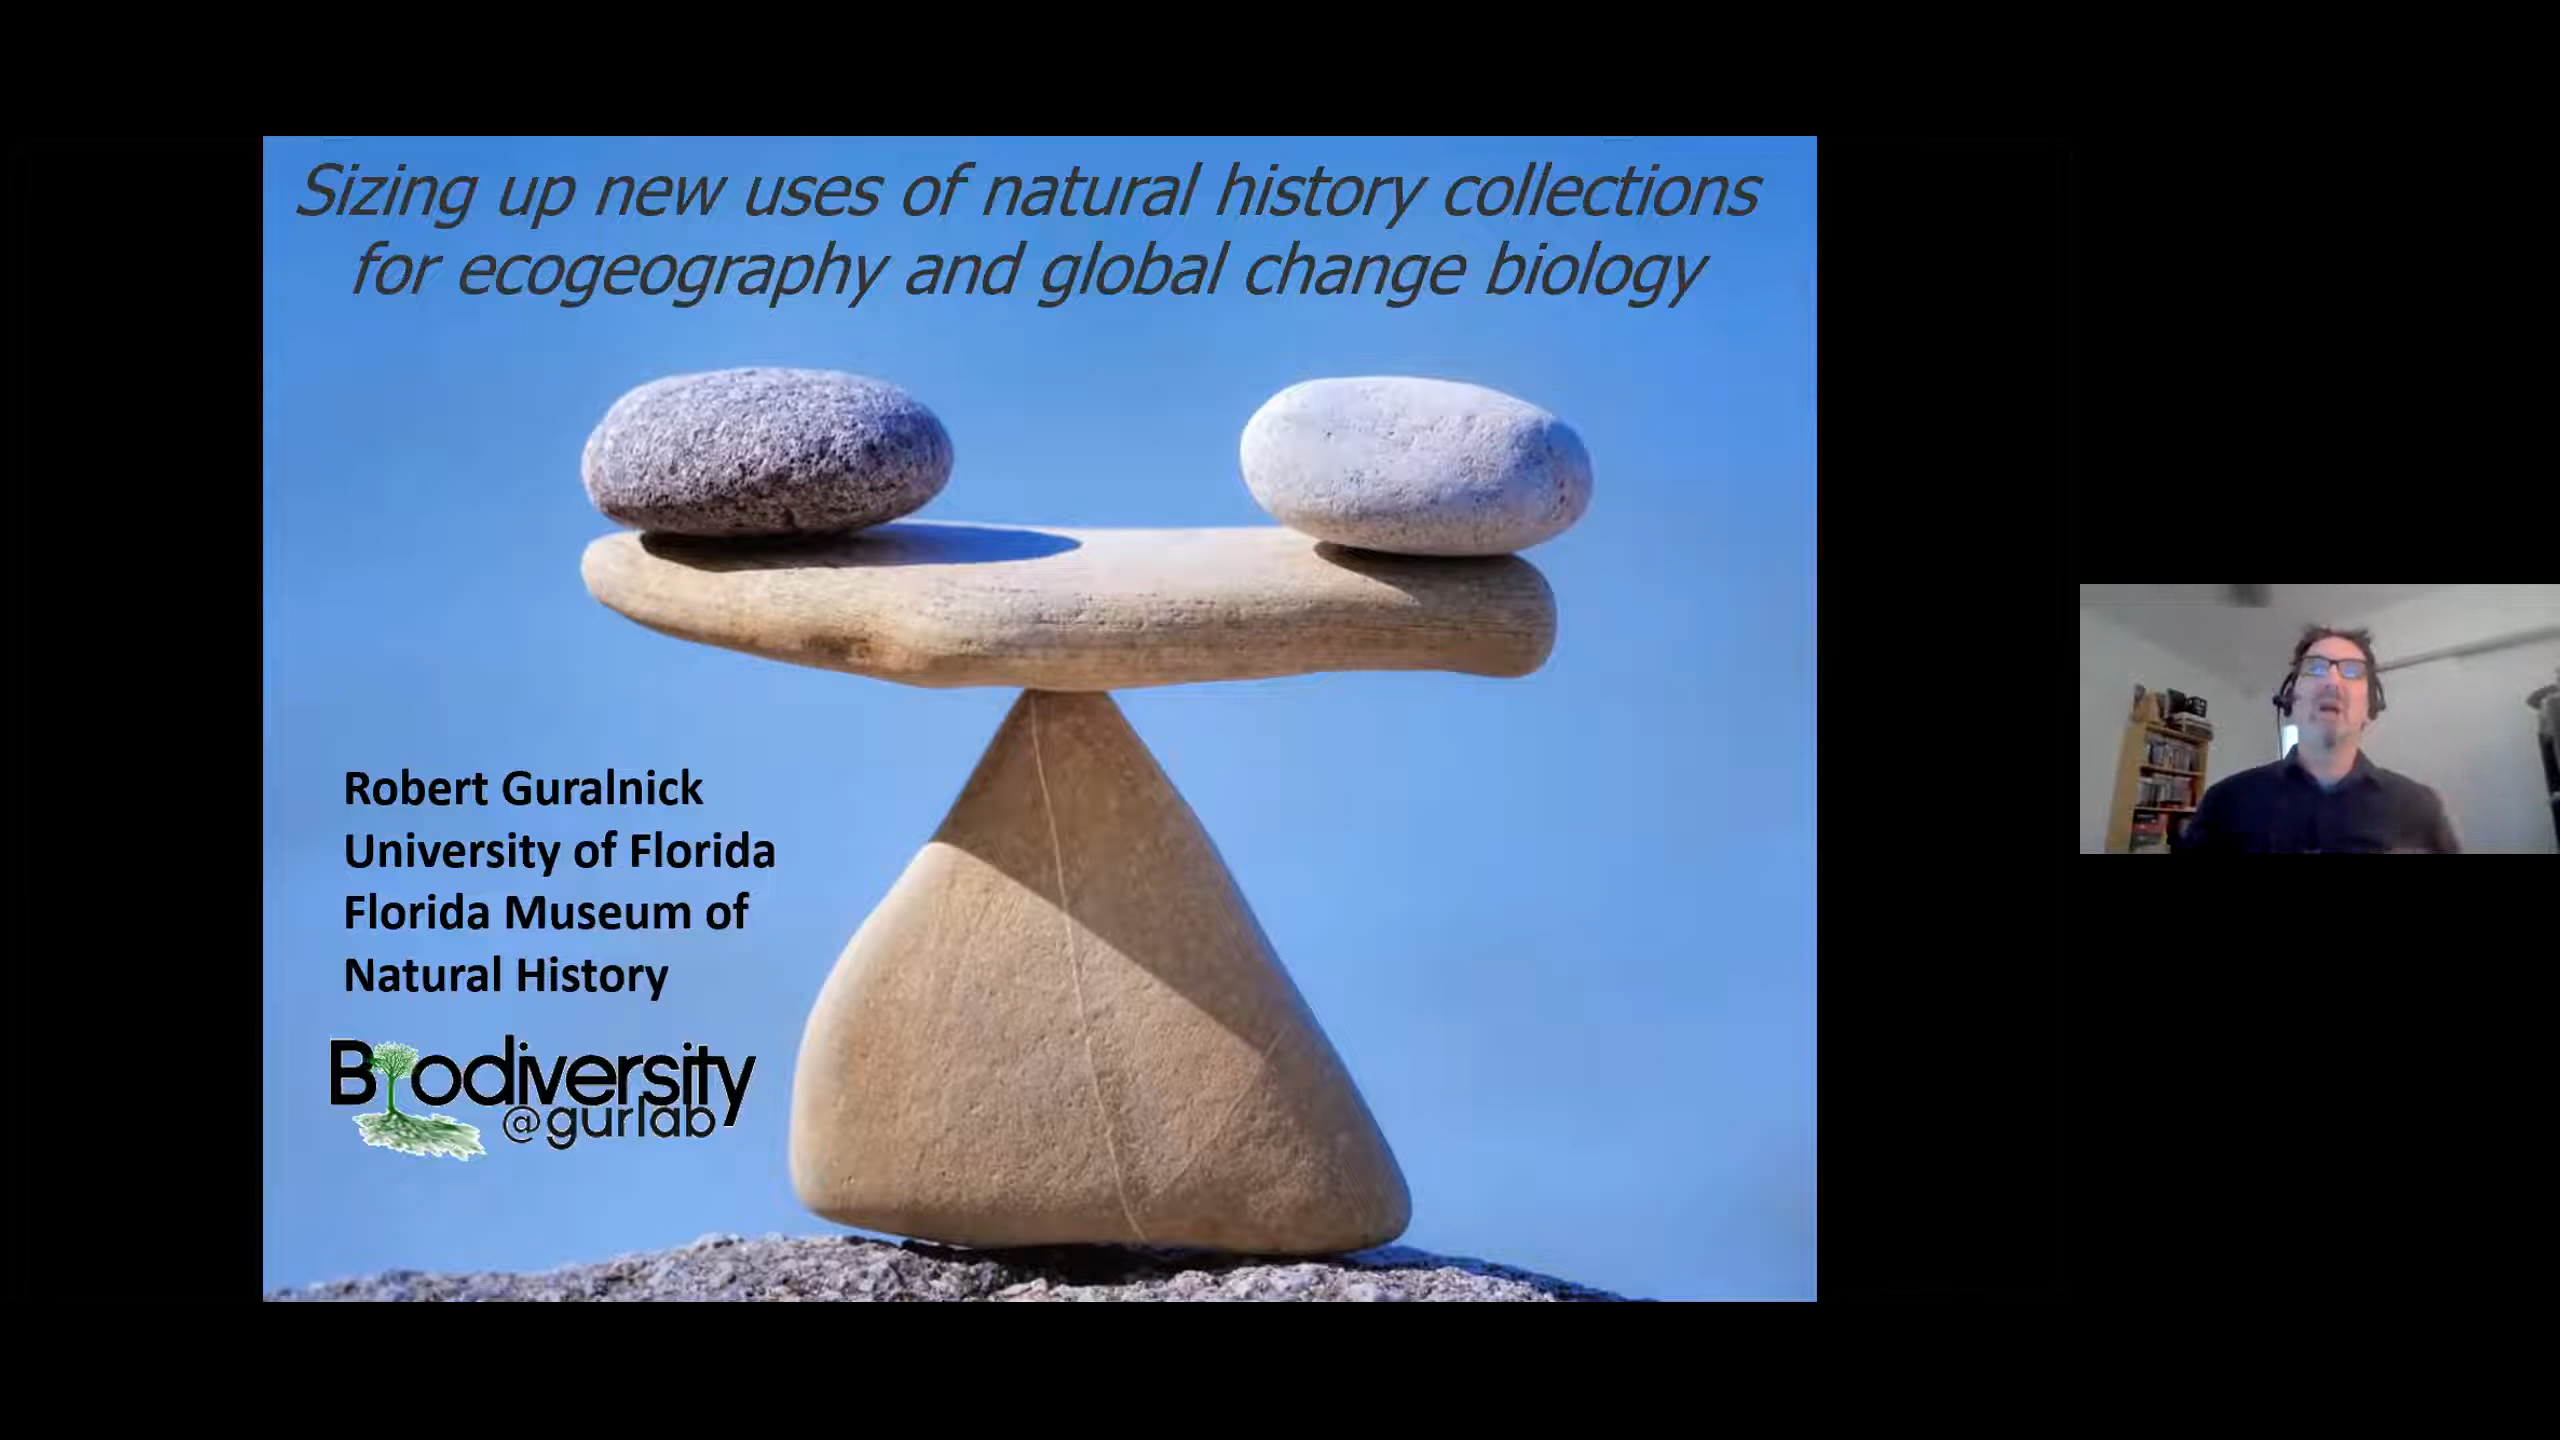 Sizing up new uses of natural history collections
for ecogeography and global change biology
Robert Guralnick
University of Florida
Florida Museum of
Natural History
Biodiversity
@gurlab